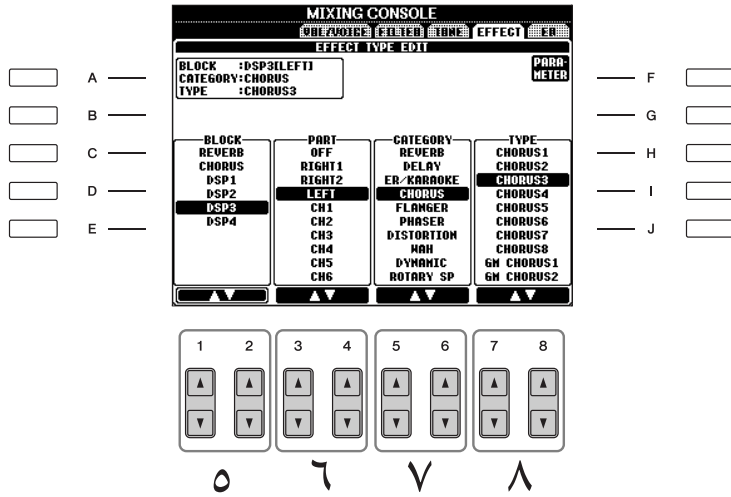 MIXING CONSOLE
VOL/VOICE FILTER TUNE EFFECT EQ
EFFECT TYPE EDIT
BLOCK :DSP3[LEFT]
CATEGORY:CHORUS
TYPE :CHORUS3
PARA-
METER
A
B
C
D
E
F
G
H
I
J
BLOCK
REVERB
CHORUS
DSP1
DSP2
DSP3
DSP4
PART
OFF
RIGHT1
RIGHT2
LEFT
CH1
CH2
CH3
CH4
CH5
CH6
CATEGORY
REVERB
DELAY
ER/KARAOKE
CHORUS
FLANGER
PHASER
DISTORTION
WAH
DYNAMIC
ROTARY SP
TYPE
CHORUS1
CHORUS2
CHORUS3
CHORUS4
CHORUS5
CHORUS6
CHORUS7
CHORUS8
GM CHORUS1
GM CHORUS2
1 2 3 4 5 6 7 8
٥ ٦ ٧ ٨